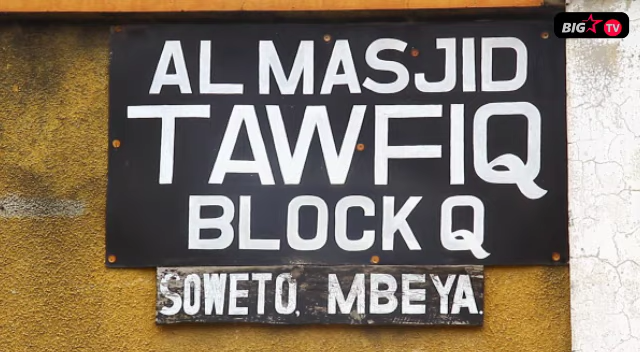 BIG TV
AL MASJID
TAWFIQ
BLOCK Q
SOWETO, MBEYA.